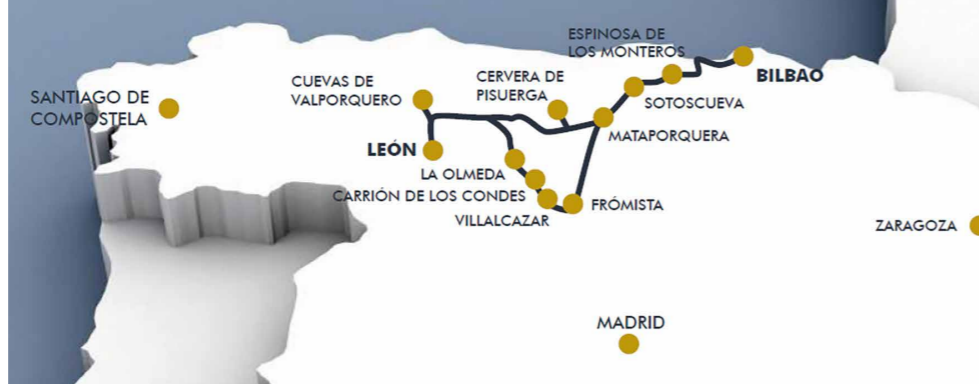 ESPINOSA DE
LOS MONTEROS
BILBAO
CERVERA DE
PISUERGA
CUEVAS DE
VALPORQUERO
SANTIAGO DE
COMPOSTELA
SOTOSCUEVA
MATAPORQUERA
LEÓN
LA OLMEDA
CARRIÓN DE LOS CONDES
VILLALCAZAR
FRÓMISTA
ZARAGOZA
MADRID